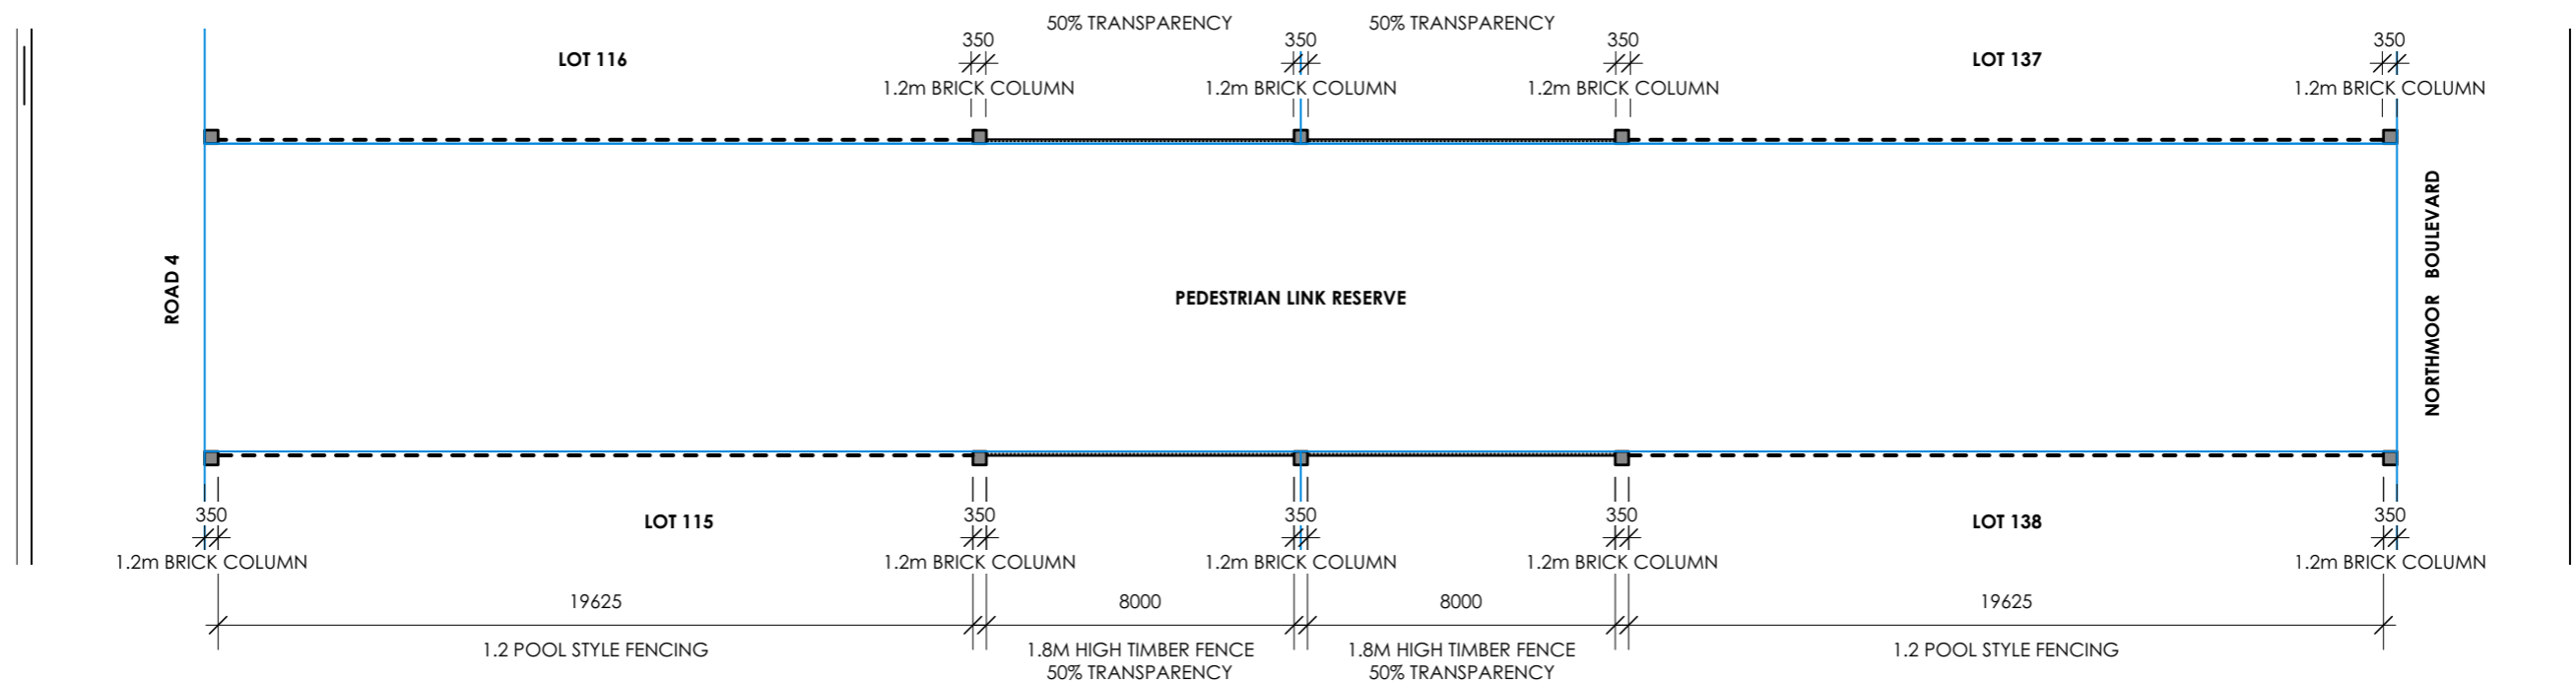 50% TRANSPARENCY 50% TRANSPARENCY
350 350 350 350
LOT 116 LOT 137
1.2m BRICK COLUMN 1.2m BRICK COLUMN 1.2m BRICK COLUMN 1.2m BRICK COLUMN
ROAD 4
PEDESTRIAN LINK RESERVE
NORTHMOOR BOULEVARD
350 350 350 350 350
LOT 115 LOT 138
1.2m BRICK COLUMN 1.2m BRICK COLUMN 1.2m BRICK COLUMN 1.2m BRICK COLUMN 1.2m BRICK COLUMN
19625 8000 8000 19625
1.2 POOL STYLE FENCING 1.8M HIGH TIMBER FENCE 1.8M HIGH TIMBER FENCE 1.2 POOL STYLE FENCING
50% TRANSPARENCY 50% TRANSPARENCY